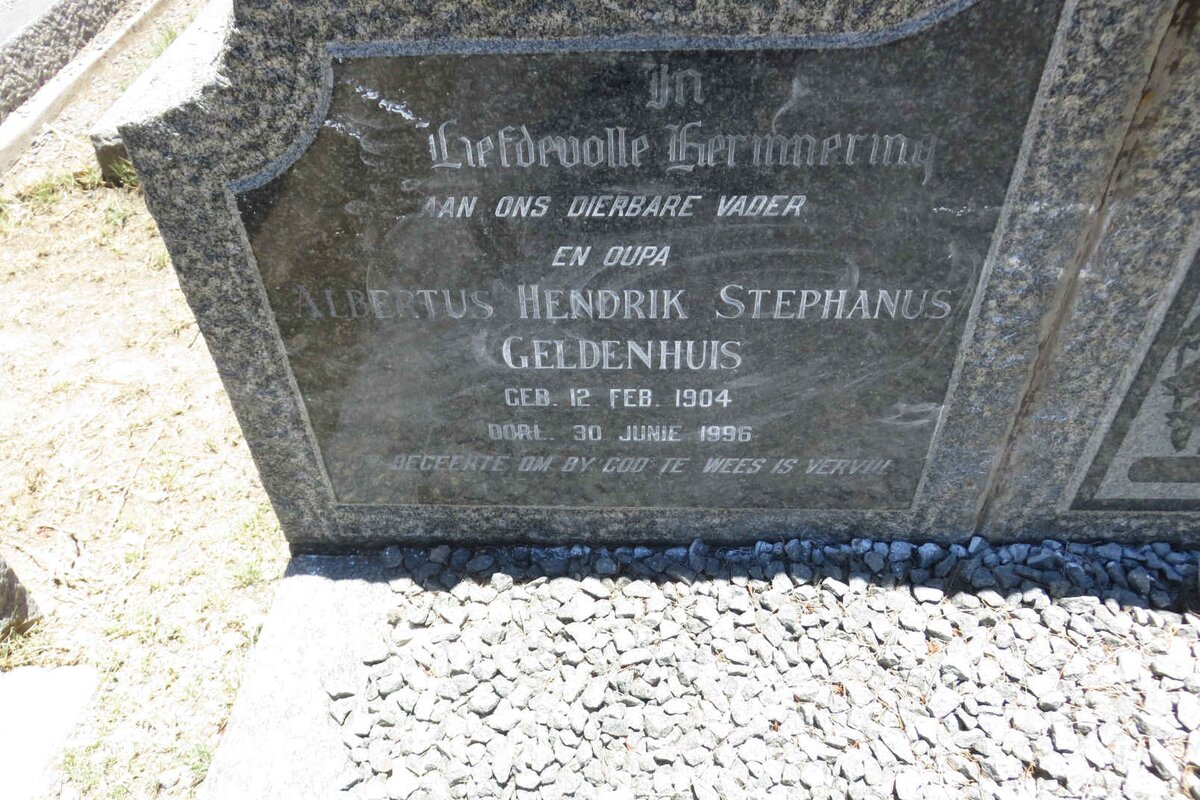 In
Liefdevolle Herinnering
AAN ONS DIERBARE VADER
EN OUPA
ALBERTUS HENDRIK STEPHANUS
GELDENHUIS
GEB. 12 FEB. 1904
OORL. 30 JUNIE 1996
BEGEERTE OM BY GOD TE WEES IS VERVUL